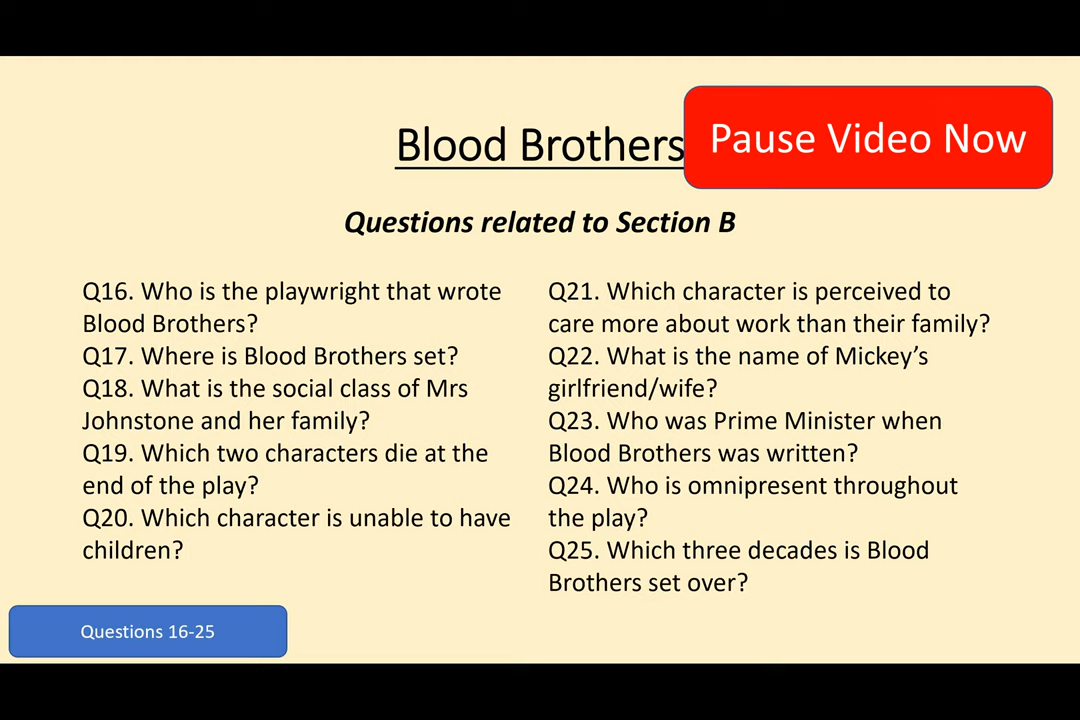 Blood Brothers
Pause Video Now
Questions related to Section B
Q16. Who is the playwright that wrote
Blood Brothers?
Q17. Where is Blood Brothers set?
Q18. What is the social class of Mrs
Johnstone and her family?
Q19. Which two characters die at the
end of the play?
Q20. Which character is unable to have
children?
Q21. Which character is perceived to
care more about work than their family?
Q22. What is the name of Mickey’s
girlfriend/wife?
Q23. Who was Prime Minister when
Blood Brothers was written?
Q24. Who is omnipresent throughout
the play?
Q25. Which three decades is Blood
Brothers set over?
Questions 16-25